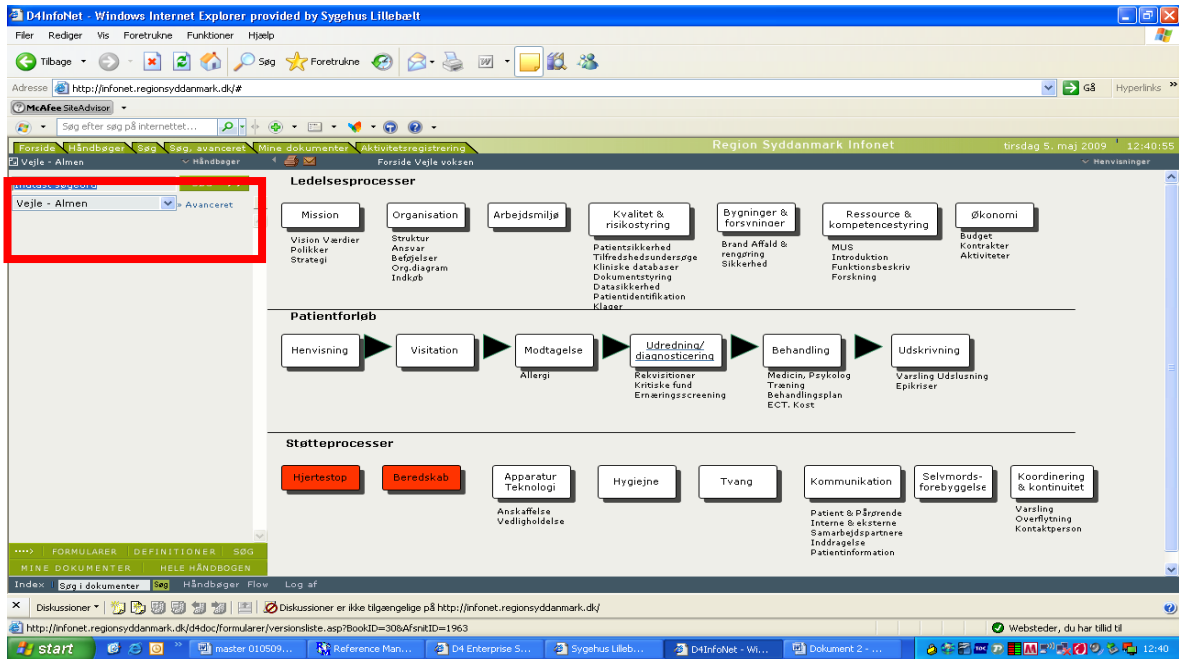 D4InfoNet - Windows Internet Explorer provided by Sygehus Lillebælt
Filer Rediger Vis Foretrukne Funktioner Hjælp
Tilbage Søg Foretrukne
Adresse http://infonet.regionsyddanmark.dk/# Gå Hyperlinks »
McAfee SiteAdvisor
Søg efter søg på internettet...
Forside Håndbøger Søg Søg, avanceret Mine dokumenter Aktivitetsregistrering Region Syddanmark Infonet tirsdag 5. maj 2009 12:40:55
Vejle - Almen Håndbøger Forside Vejle voksen Henvisninger
Indtast søgeord
Vejle - Almen » Avanceret
Ledelsesprocesser
Mission
Vision Værdier
Polikker
Strategi
Organisation
Struktur
Ansvar
Beføjelser
Org.diagram
Indkøb
Arbejdsmiljø
Kvalitet &
risikostyring
Patientsikkerhed
Tilfredshedsundersøge
Kliniske databaser
Dokumentstyring
Datasikkerhed
Patientidentifikation
Klager
Bygninger &
forsyninger
Brand Affald &
rengøring
Sikkerhed
Ressource &
kompetencestyring
MUS
Introduktion
Funktionsbeskriv
Forskning
Økonomi
Budget
Kontrakter
Aktiviteter
Patientforløb
Henvisning
Visitation
Modtagelse
Allergi
Udredning/
diagnosticering
Rekvisitioner
Kritiske fund
Ernæringsscreening
Behandling
Medicin, Psykolog
Træning
Behandlingsplan
ECT. Kost
Udskrivning
Varsling Udslusning
Epikriser
Støtteprocesser
Hjertestop
Beredskab
Apparatur
Teknologi
Anskaffelse
Vedligholdelse
Hygiejne
Tvang
Kommunikation
Patient & Pårørende
Interne & eksterne
Samarbejdspartnere
Inddragelse
Patientinformation
Selvmords-
forebyggelse
Koordinering
& kontinuitet
Varsling
Overflytning
Kontaktperson
FORMULARER DEFINITIONER SØG
MINE DOKUMENTER HELE HÅNDBOGEN
Index Søg i dokumenter Søg Håndbøger Flow Log af
Diskussioner Diskussioner er ikke tilgængelige på http://infonet.regionsyddanmark.dk/
http://infonet.regionsyddanmark.dk/d4doc/formularer/versionsliste.asp?BookID=308&AfsnitID=1963 Websteder, du har tillid til
start master 010509... Reference Man... D4 Enterprise S... Sygehus Lilleb... D4InfoNet - Wi... Dokument 2 - ... 12:40